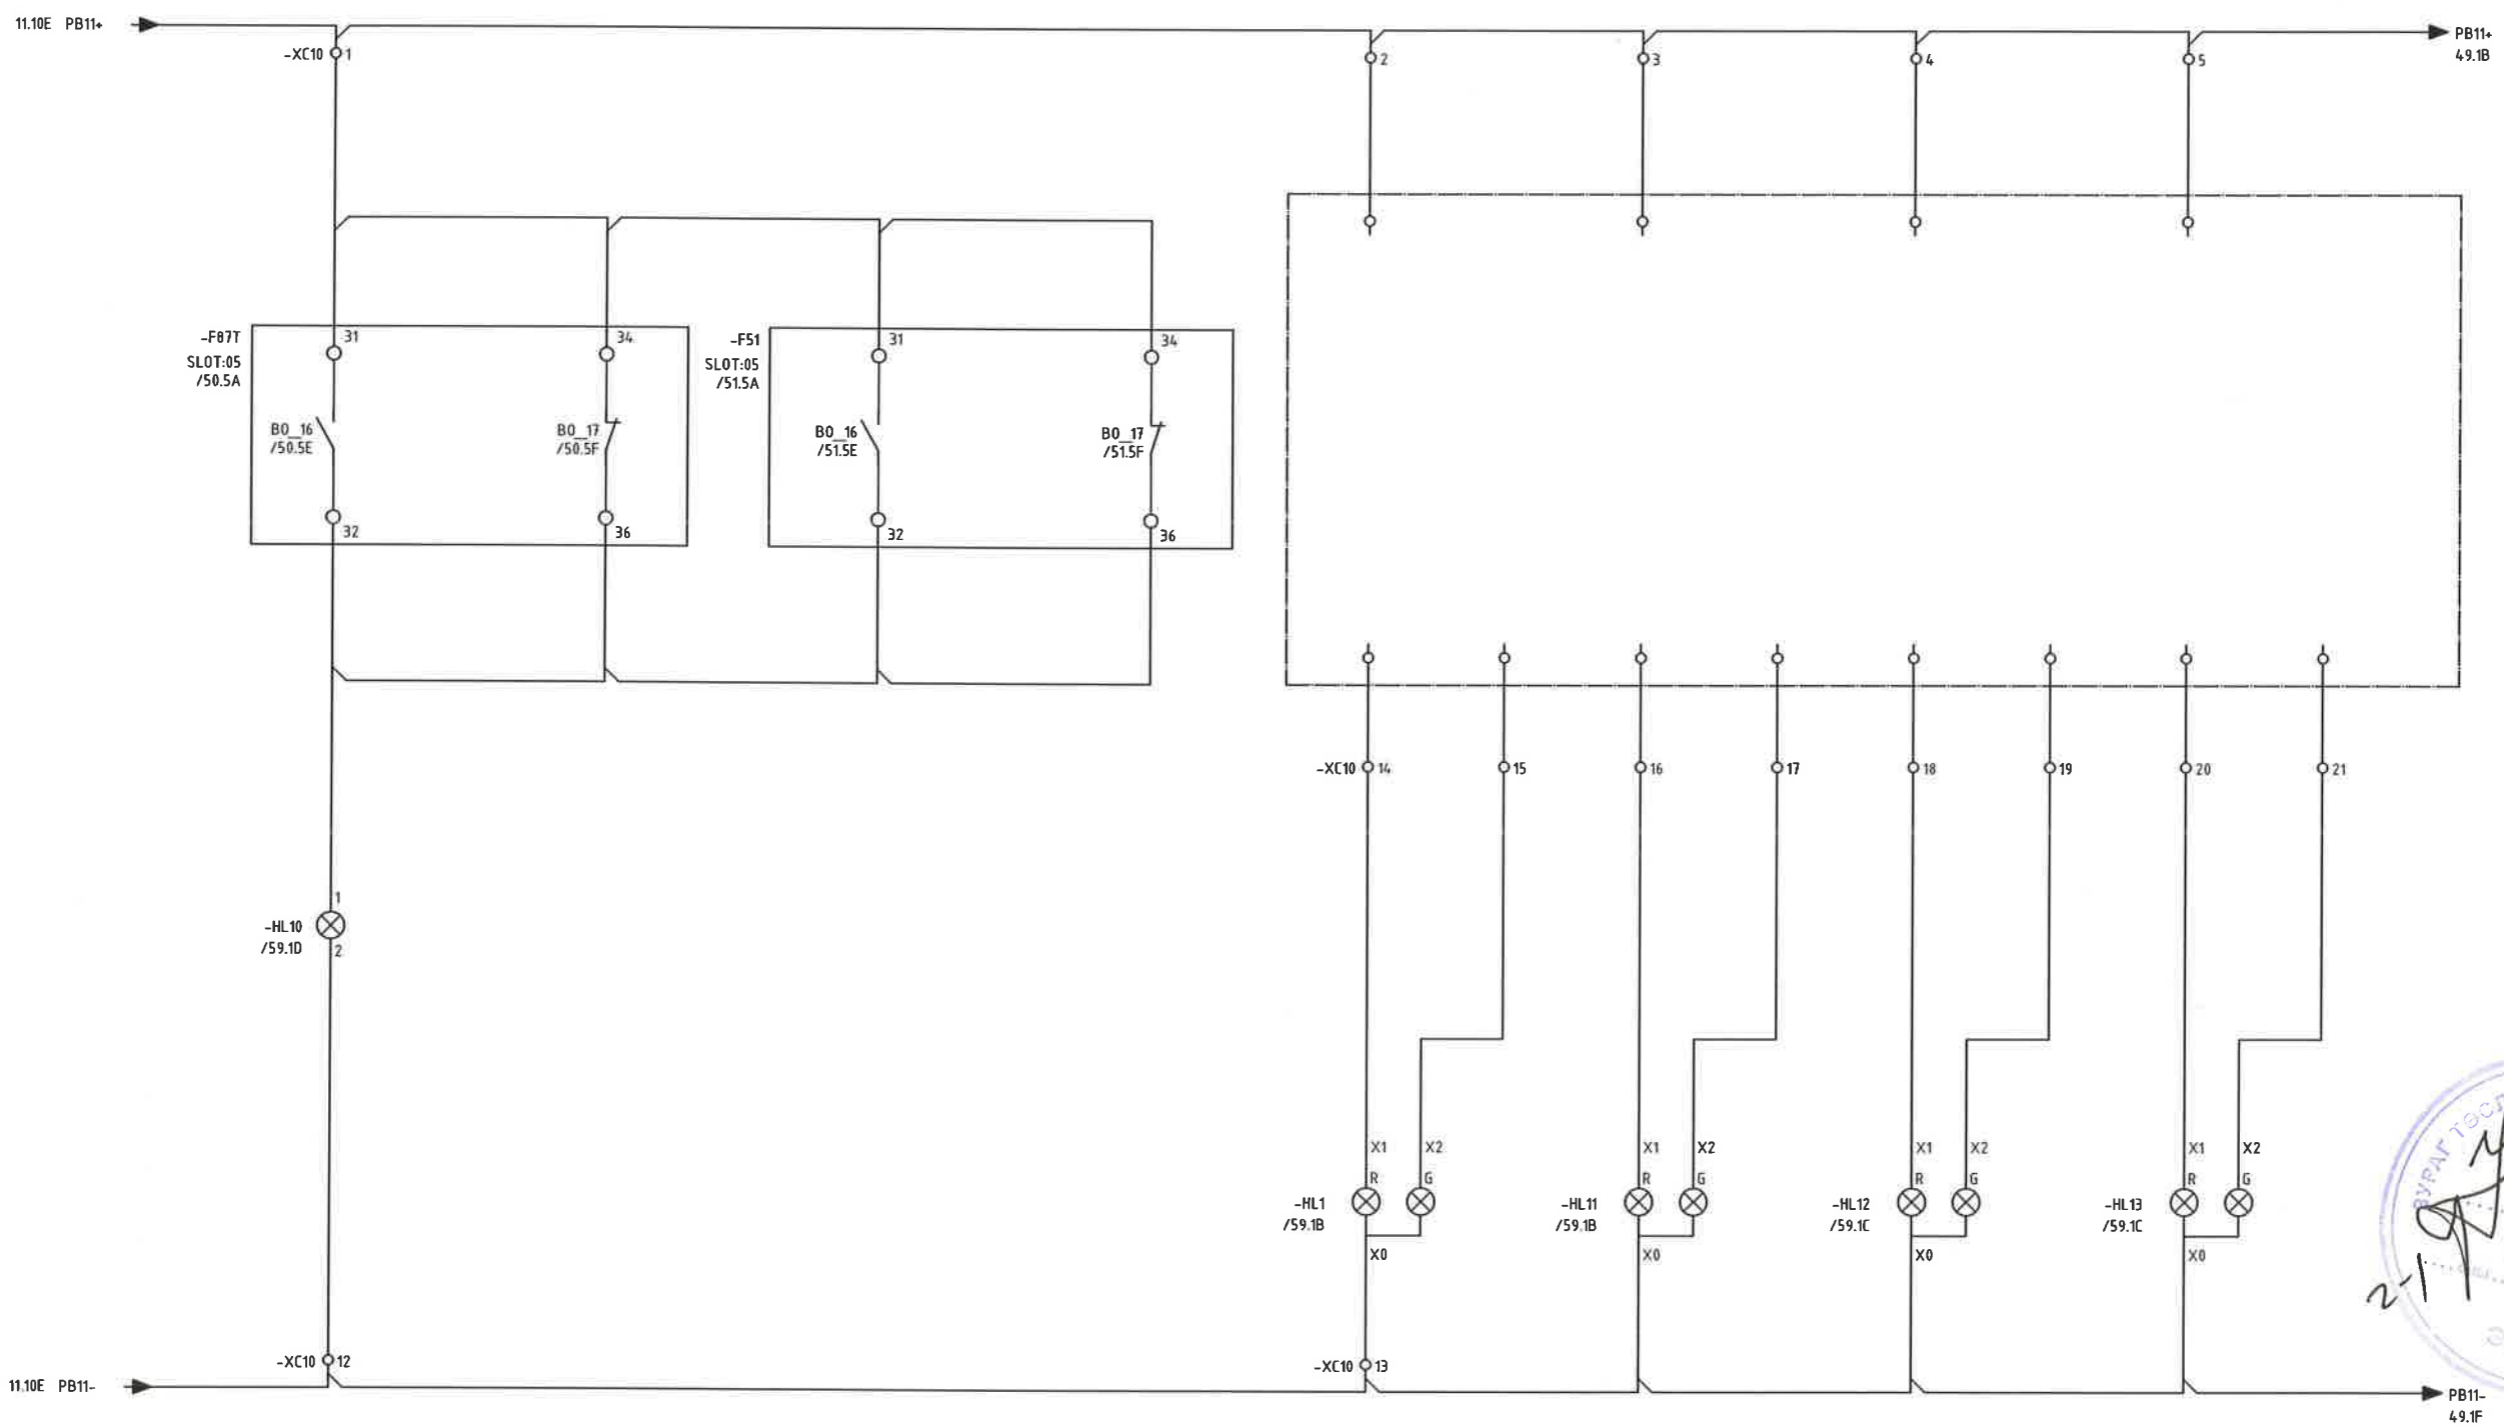 11.10E PB11+
PB11+
49.1B
-XC10 1
2
3
4
5
-F87T
SLOT:05
/50.5A
31
34
BO_16
/50.5E
BO_17
/50.5F
32
36
-F51
SLOT:05
/51.5A
31
34
BO_16
/51.5E
BO_17
/51.5F
32
36
-XC10 14
15
16
17
18
19
20
21
1
-HL10
/59.1D
2
X1
X2
X1
X2
X1
X2
X1
X2
R
G
R
G
R
G
R
G
-HL1
/59.1B
-HL11
/59.1B
-HL12
/59.1C
-HL13
/59.1C
X0
X0
X0
X0
ЗУРАГ ТӨСЛ
2-1
-XC10 12
-XC10 13
11.10E PB11-
PB11-
49.1F